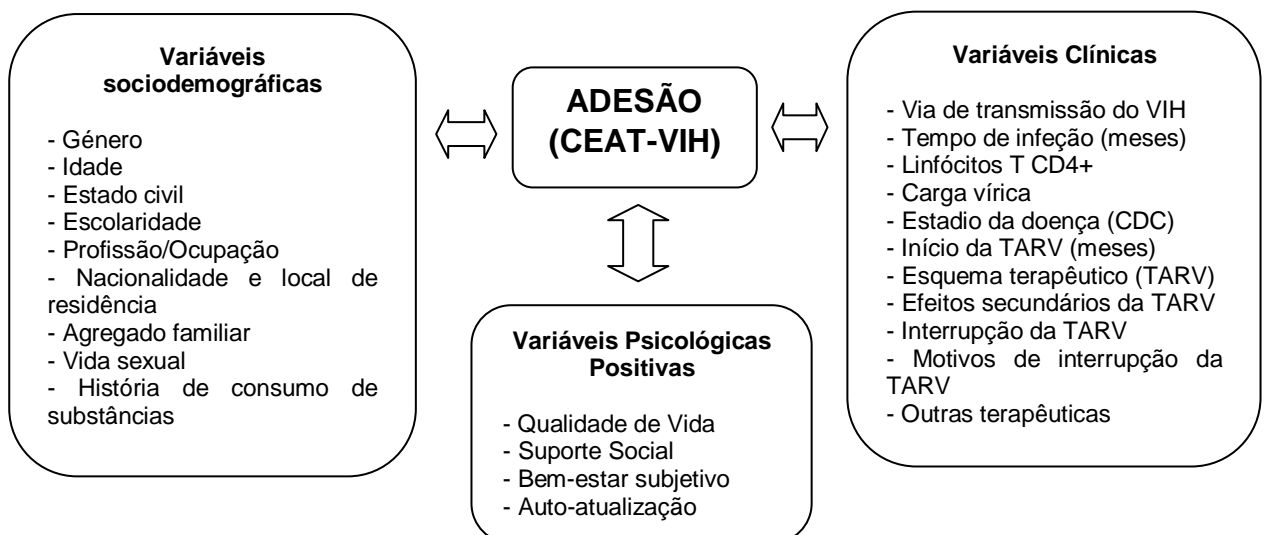 Variáveis
sociodemográficas
- Género
- Idade
- Estado civil
- Escolaridade
- Profissão/Ocupação
- Nacionalidade e local de
residência
- Agregado familiar
- Vida sexual
- História de consumo de
substâncias
ADESÃO
(CEAT-VIH)
Variáveis Psicológicas
Positivas
- Qualidade de Vida
- Suporte Social
- Bem-estar subjetivo
- Auto-atualização
Variáveis Clínicas
- Via de transmissão do VIH
- Tempo de infeção (meses)
- Linfócitos T CD4+
- Carga vírica
- Estadio da doença (CDC)
- Início da TARV (meses)
- Esquema terapêutico (TARV)
- Efeitos secundários da TARV
- Interrupção da TARV
- Motivos de interrupção da
TARV
- Outras terapêuticas